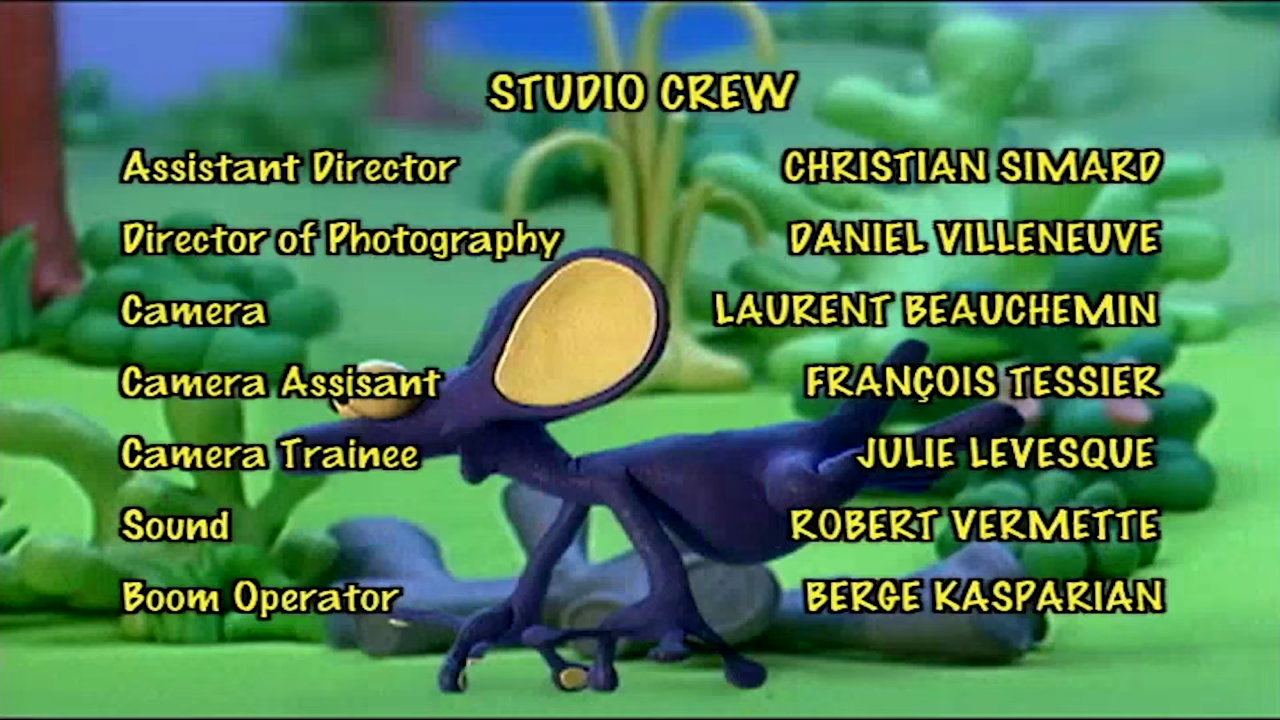 STUDIO CREW
Assistant Director CHRISTIAN SIMARD
Director of Photography DANIEL VILLENEUVE
Camera LAURENT BEAUCHEMIN
Camera Assisant FRANÇOIS TESSIER
Camera Trainee JULIE LEVESQUE
Sound ROBERT VERMETTE
Boom Operator BERGE KASPARIAN